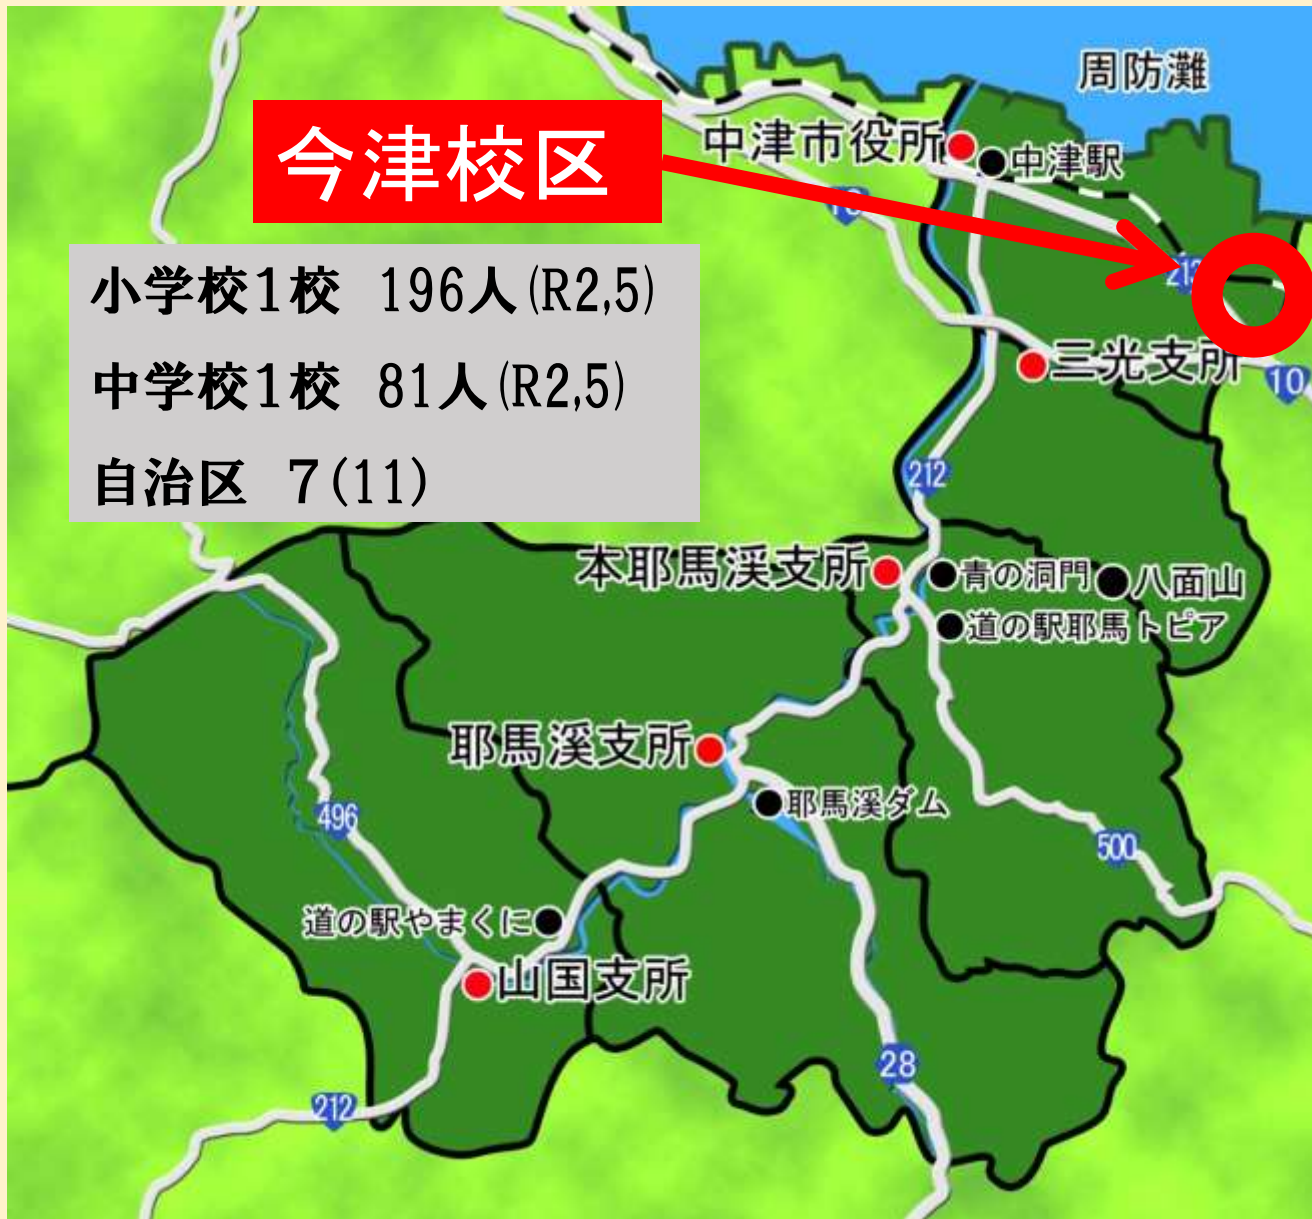 周防灘
今津校区
中津市役所
中津駅
10
213
小学校1校 196人(R2,5)
中学校1校 81人(R2,5)
自治区 7(11)
三光支所
10
212
本耶馬渓支所
青の洞門
八面山
道の駅耶馬トピア
耶馬渓支所
耶馬渓ダム
496
500
道の駅やまくに
山国支所
28
212